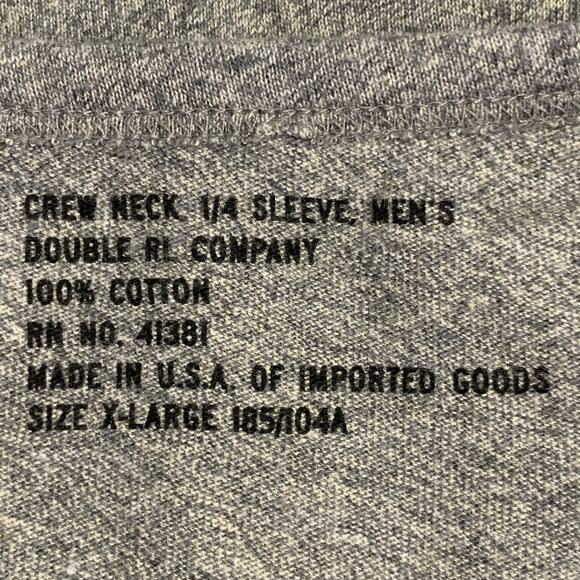 CREW NECK, 1/4 SLEEVE, MEN'S
DOUBLE RL COMPANY
100% COTTON
RN NO. 41381
MADE IN U.S.A. OF IMPORTED GOODS
SIZE X-LARGE 185/104A